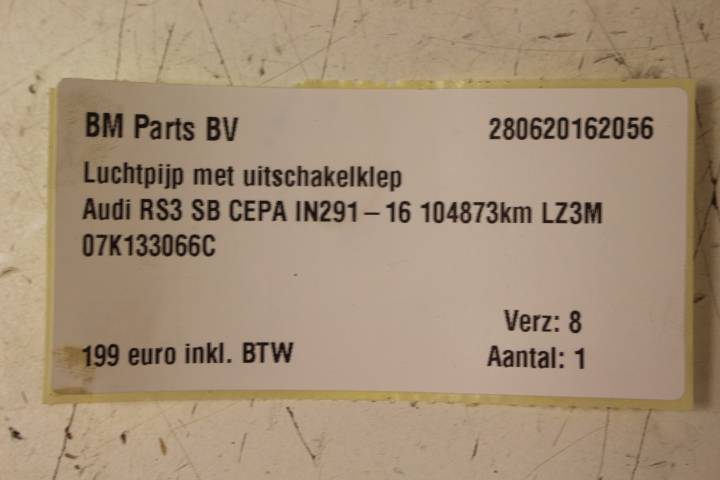 BM Parts BV 280620162056
Luchtpijp met uitschakelklep
Audi RS3 SB CEPA IN291-16 104873km LZ3M
07K133066C
Verz: 8
199 euro inkl. BTW Aantal: 1